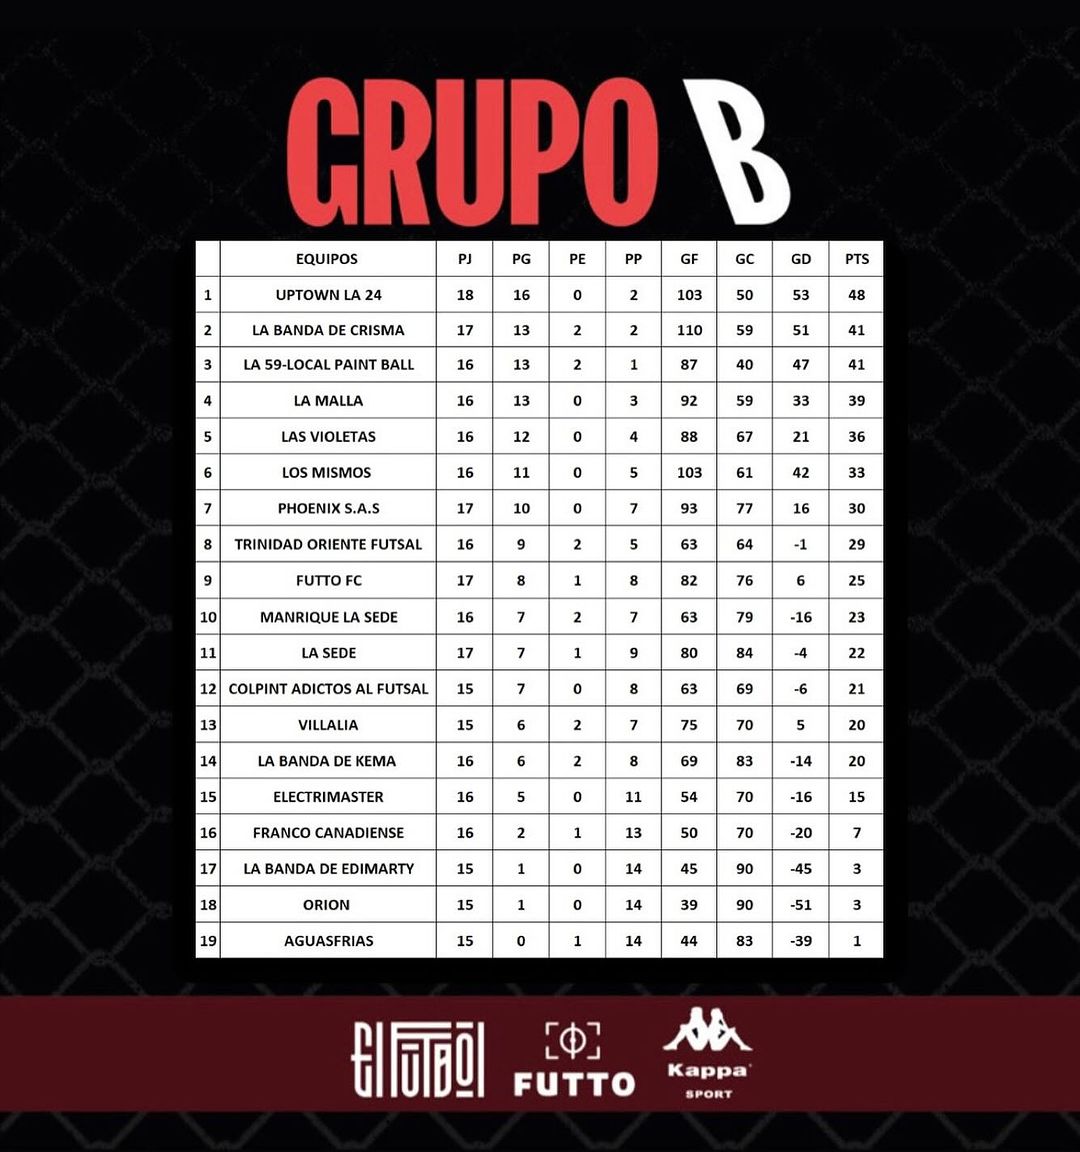 GRUPO B
EQUIPOS PJ PG PE PP GF GC GD PTS
1 UPTOWN LA 24 18 16 0 2 103 50 53 48
2 LA BANDA DE CRISMA 17 13 2 2 110 59 51 41
3 LA 59-LOCAL PAINT BALL 16 13 2 1 87 40 47 41
4 LA MALLA 16 13 0 3 92 59 33 39
5 LAS VIOLETAS 16 12 0 4 88 67 21 36
6 LOS MISMOS 16 11 0 5 103 61 42 33
7 PHOENIX S.A.S 17 10 0 7 93 77 16 30
8 TRINIDAD ORIENTE FUTSAL 16 9 2 5 63 64 -1 29
9 FUTTO FC 17 8 1 8 82 76 6 25
10 MANRIQUE LA SEDE 16 7 2 7 63 79 -16 23
11 LA SEDE 17 7 1 9 80 84 -4 22
12 COLPINT ADICTOS AL FUTSAL 15 7 0 8 63 69 -6 21
13 VILLALIA 15 6 2 7 75 70 5 20
14 LA BANDA DE KEMA 16 6 2 8 69 83 -14 20
15 ELECTRIMASTER 16 5 0 11 54 70 -16 15
16 FRANCO CANADIENSE 16 2 1 13 50 70 -20 7
17 LA BANDA DE EDIMARTY 15 1 0 14 45 90 -45 3
18 ORION 15 1 0 14 39 90 -51 3
19 AGUASFRIAS 15 0 1 14 44 83 -39 1
El FÚTBOl FUTTO Kappa SPORT